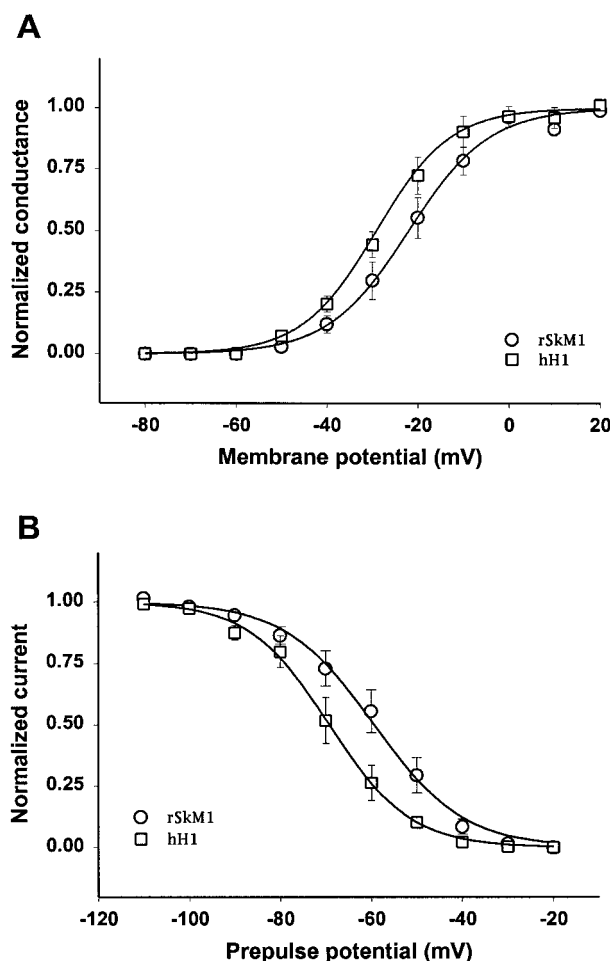 A
Normalized conductance
1.00
0.75
0.50
0.25
0.00
rSkM1
hH1
-80 -60 -40 -20 0 20
Membrane potential (mV)
B
Normalized current
1.00
0.75
0.50
0.25
0.00
rSkM1
hH1
-120 -100 -80 -60 -40 -20
Prepulse potential (mV)